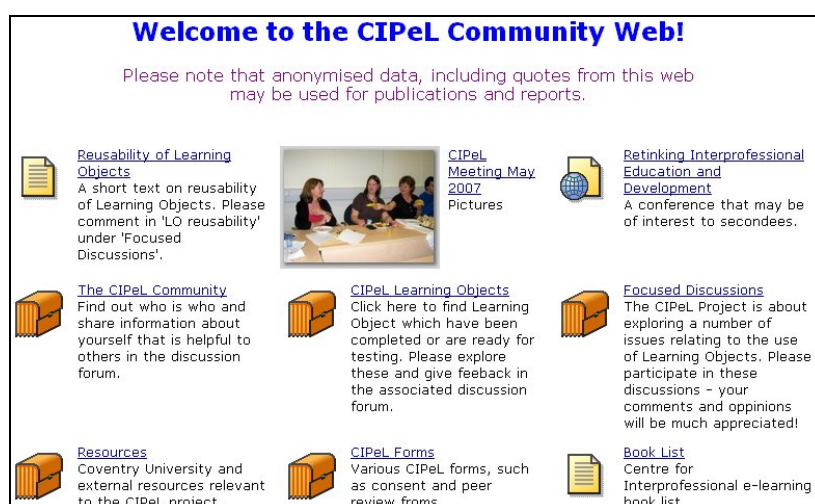 Welcome to the CIPeL Community Web!
Please note that anonymised data, including quotes from this web
may be used for publications and reports.
Reusability of Learning
Objects
A short text on reusability
of Learning Objects. Please
comment in 'LO reusability'
under 'Focused
Discussions'.
CIPeL
Meeting May
2007
Pictures
Retinking Interprofessional
Education and
Development
A conference that may be
of interest to secondees.
The CIPeL Community
Find out who is who and
share information about
yourself that is helpful to
others in the discussion
forum.
CIPeL Learning Objects
Click here to find Learning
Object which have been
completed or are ready for
testing. Please explore
these and give feeback in
the associated discussion
forum.
Focused Discussions
The CIPeL Project is about
exploring a number of
issues relating to the use
of Learning Objects. Please
participate in these
discussions - your
comments and oppinions
will be much appreciated!
Resources
Coventry University and
external resources relevant
to the CIPeL project
CIPeL Forms
Various CIPeL forms, such
as consent and peer
review froms
Book List
Centre for
Interprofessional e-learning
book list